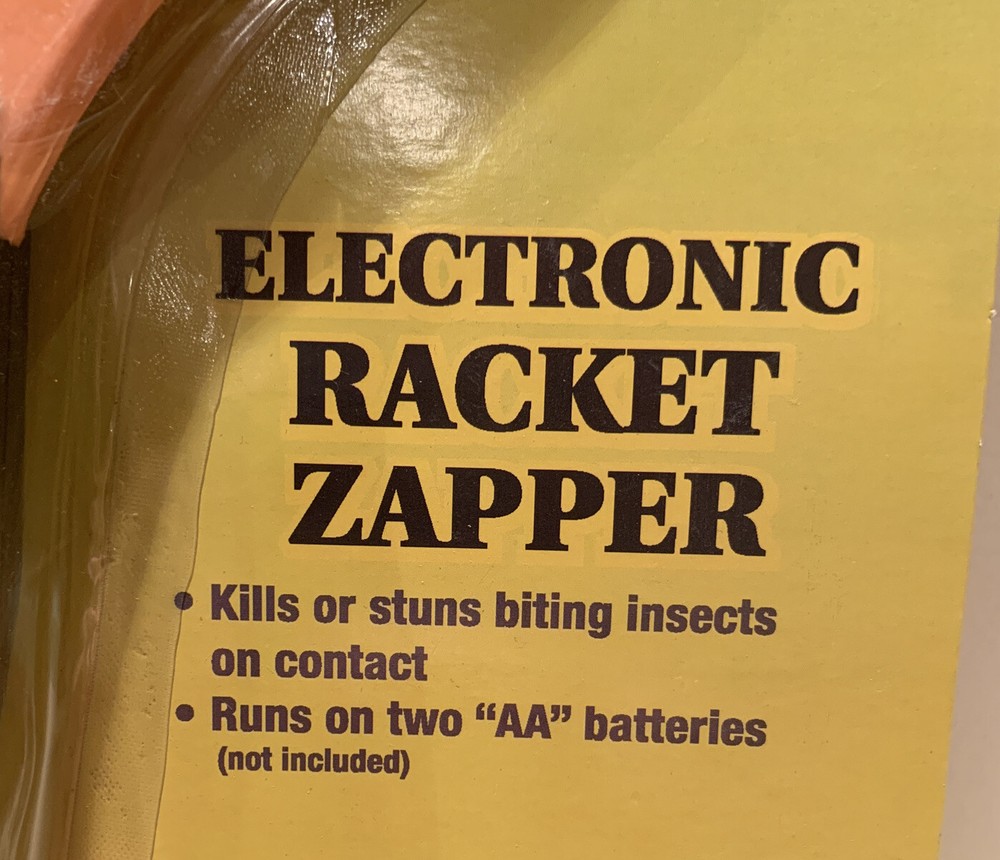 ELECTRONIC
RACKET
ZAPPER
• Kills or stuns biting insects
on contact
• Runs on two “AA” batteries
(not included)